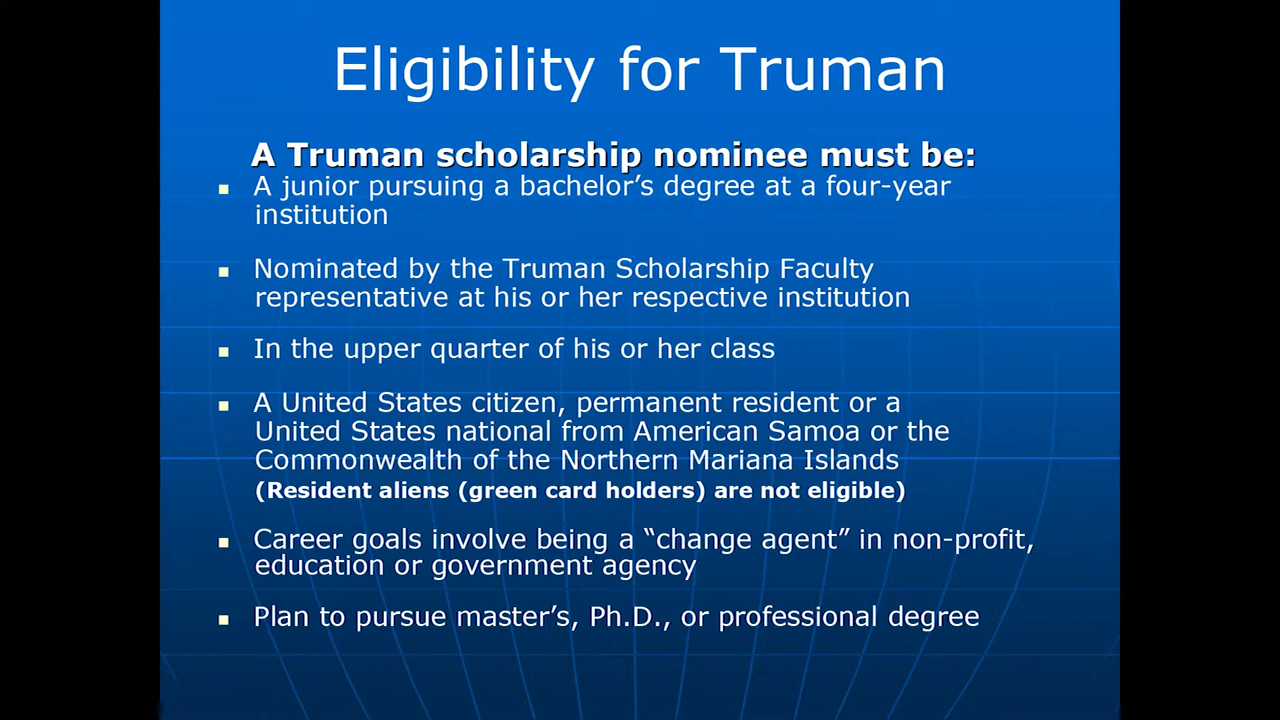 Eligibility for Truman
A Truman scholarship nominee must be:
A junior pursuing a bachelor’s degree at a four-year
institution
Nominated by the Truman Scholarship Faculty
representative at his or her respective institution
In the upper quarter of his or her class
A United States citizen, permanent resident or a
United States national from American Samoa or the
Commonwealth of the Northern Mariana Islands
(Resident aliens (green card holders) are not eligible)
Career goals involve being a “change agent” in non-profit,
education or government agency
Plan to pursue master’s, Ph.D., or professional degree